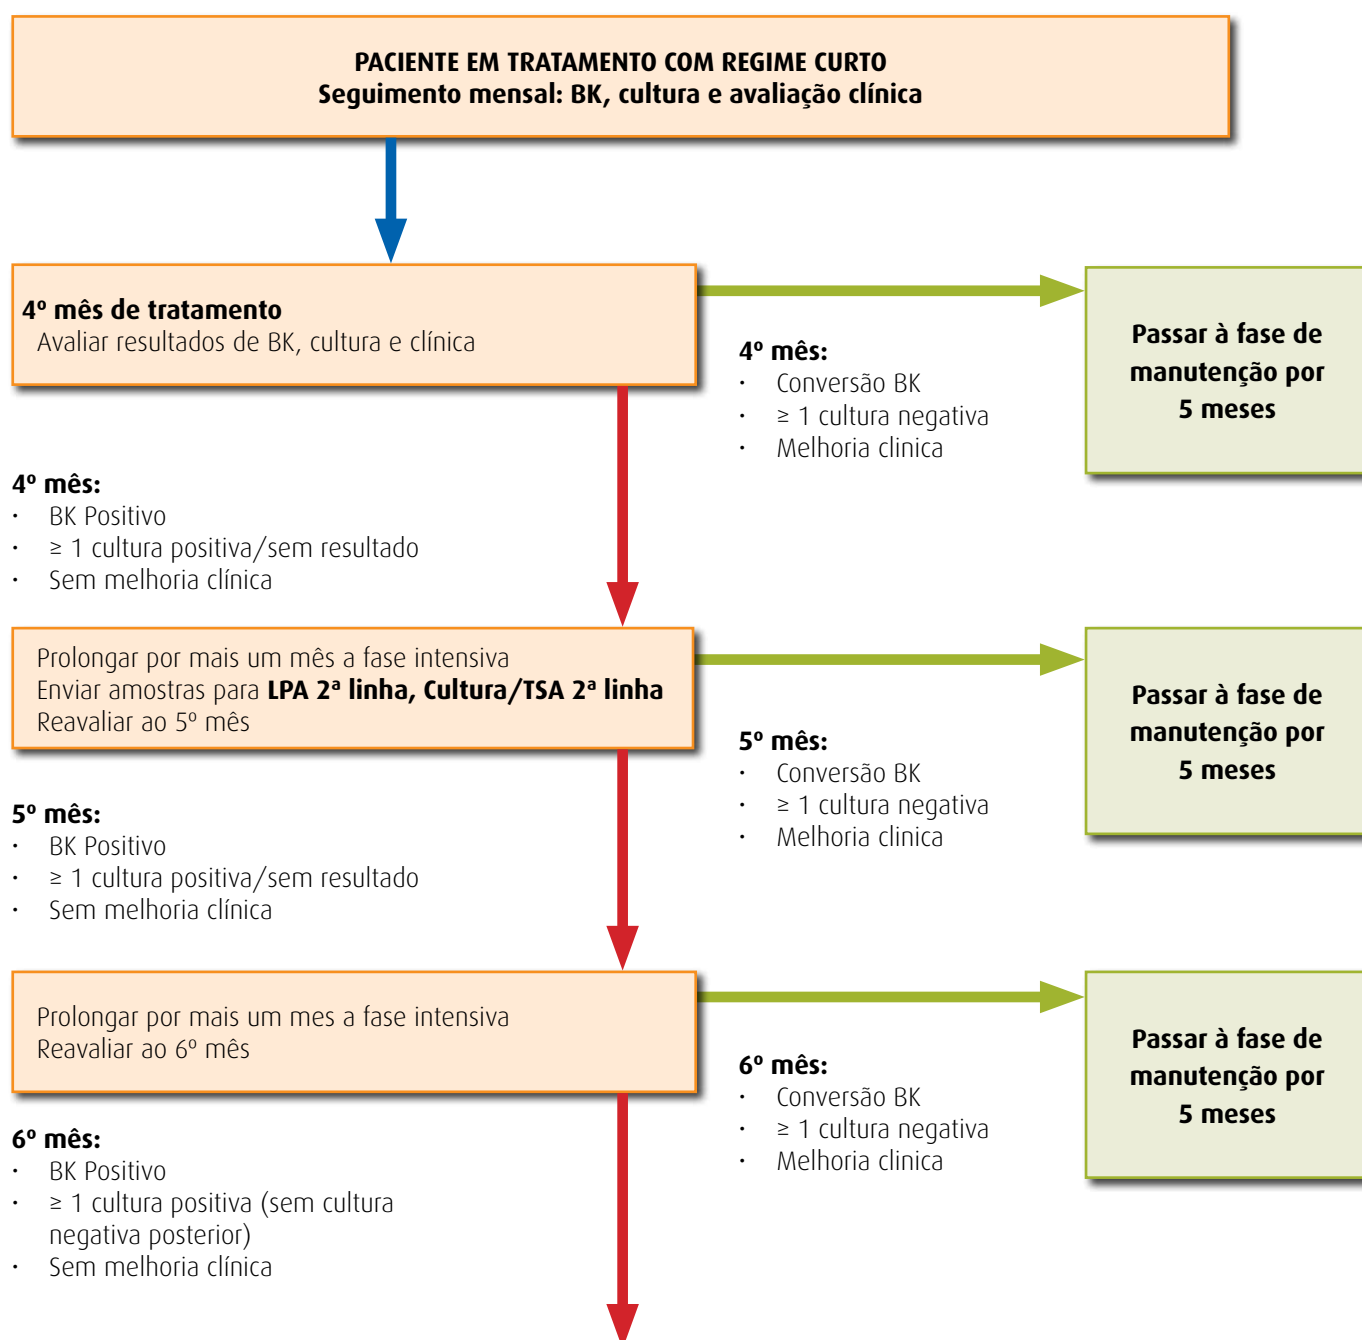 PACIENTE EM TRATAMENTO COM REGIME CURTO
Seguimento mensal: BK, cultura e avaliação clínica
4º mês de tratamento
Avaliar resultados de BK, cultura e clínica
4º mês:
• Conversão BK
• ≥ 1 cultura negativa
• Melhoria clinica
Passar à fase de
manutenção por
5 meses
4º mês:
• BK Positivo
• ≥ 1 cultura positiva/sem resultado
• Sem melhoria clínica
Prolongar por mais um mês a fase intensiva
Enviar amostras para LPA 2ª linha, Cultura/TSA 2ª linha
Reavaliar ao 5º mês
5º mês:
• Conversão BK
• ≥ 1 cultura negativa
• Melhoria clinica
Passar à fase de
manutenção por
5 meses
5º mês:
• BK Positivo
• ≥ 1 cultura positiva/sem resultado
• Sem melhoria clínica
Prolongar por mais um mes a fase intensiva
Reavaliar ao 6º mês
6º mês:
• Conversão BK
• ≥ 1 cultura negativa
• Melhoria clinica
Passar à fase de
manutenção por
5 meses
6º mês:
• BK Positivo
• ≥ 1 cultura positiva (sem cultura
negativa posterior)
• Sem melhoria clínica